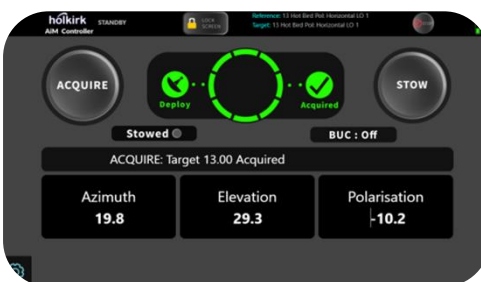 holkirk STANDBY
AiM Controller
LOCK
SCREEN
Reference: 13 Hot Bird Pol: Horizontal LO 1
Target: 13 Hot Bird Pol: Horizontal LO 1
ACQUIRE
Deploy
Acquired
STOW
Stowed
BUC : Off
ACQUIRE: Target 13.00 Acquired
Azimuth
19.8
Elevation
29.3
Polarisation
-10.2